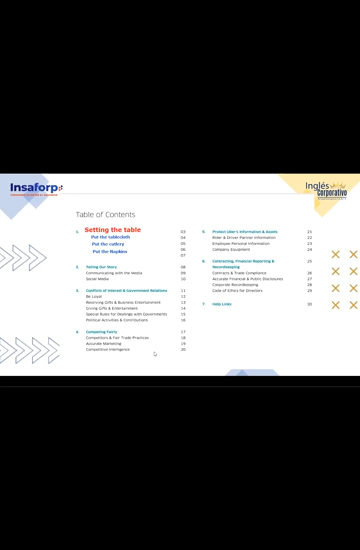 Insaforp
Inglés
Corporativo
Table of Contents
1. Setting the table 03
Put the tablecloth 04
Put the cutlery 05
Put the Napkins 06
07
2. Telling Our Story 08
Communicating with the Media 09
Social Media 10
3. Conflicts of Interest & Government Relations 11
Be Loyal 12
Receiving Gifts & Business Entertainment 13
Giving Gifts & Entertainment 14
Special Rules for Dealings with Governments 15
Political Activities & Contributions 16
4. Competing Fairly 17
Competitors & Fair Trade Practices 18
Accurate Marketing 19
Competitive Intelligence 20
5. Protect User's Information & Assets 21
Rider & Driver Partner Information 22
Employee Personal Information 23
Company Equipment 24
6. Contracting, Financial Reporting & 25
Recordkeeping
Contracts & Trade Compliance 26
Accurate Financial & Public Disclosures 27
Corporate Recordkeeping 28
Code of Ethics for Directors 29
7. Help Links 30